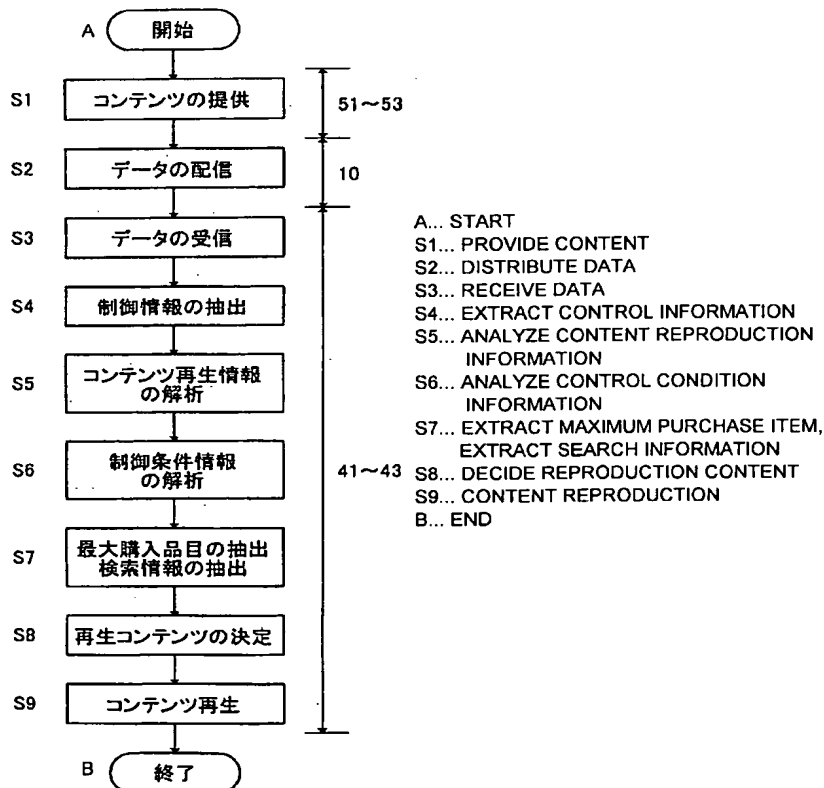 A 開始
S1 コンテンツの提供
51〜53
S2 データの配信
10
S3 データの受信
S4 制御情報の抽出
S5 コンテンツ再生情報
の解析
S6 制御条件情報
の解析
41〜43
S7 最大購入品目の抽出
検索情報の抽出
S8 再生コンテンツの決定
S9 コンテンツ再生
B 終了
A... START
S1... PROVIDE CONTENT
S2... DISTRIBUTE DATA
S3... RECEIVE DATA
S4... EXTRACT CONTROL INFORMATION
S5... ANALYZE CONTENT REPRODUCTION
INFORMATION
S6... ANALYZE CONTROL CONDITION
INFORMATION
S7... EXTRACT MAXIMUM PURCHASE ITEM,
EXTRACT SEARCH INFORMATION
S8... DECIDE REPRODUCTION CONTENT
S9... CONTENT REPRODUCTION
B... END